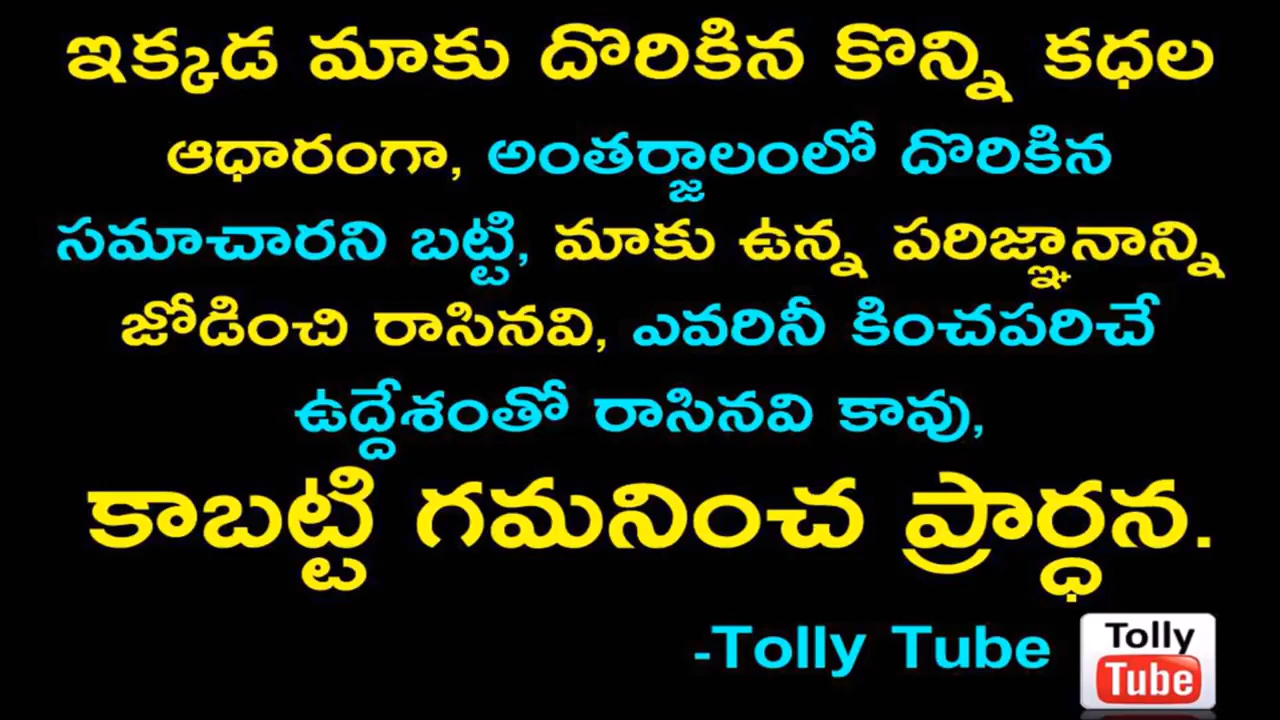 ఇక్కడ మాకు దొరికిన కొన్ని కధల
ఆధారంగా, అంతర్జాలంలో దొరికిన
సమాచారని బట్టి, మాకు ఉన్న పరిజ్ఞానాన్ని
జోడించి రాసినవి, ఎవరినీ కించపరిచే
ఉద్దేశంతో రాసినవి కావు,
కాబట్టి గమనించ ప్రార్ధన.
-Tolly Tube
Tolly
Tube